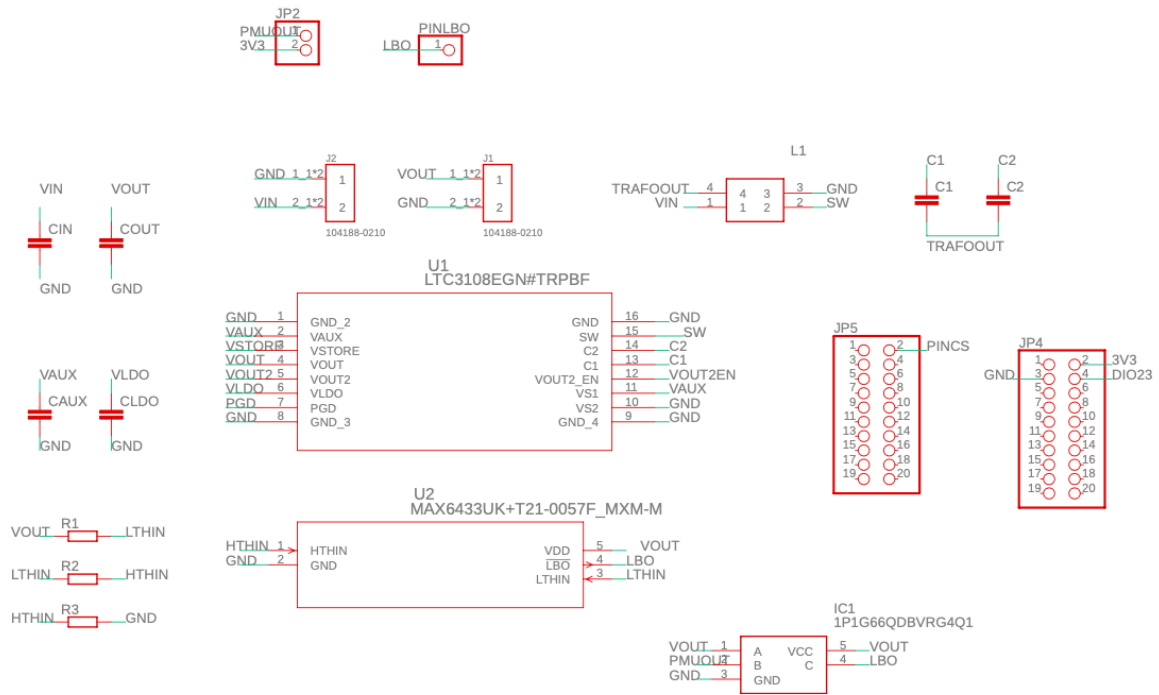 JP2
PMUOUT 1
3V3 2
PINLBO
LBO 1
J2
GND 1_1*2 1
VIN 2_1*2 2
104188-0210
J1
VOUT 1_1*2 1
GND 2_1*2 2
104188-0210
L1
TRAFOOUT 4 4 3 3 GND
VIN 1 1 2 2 SW
C1 C2
C1 C2
TRAFOOUT
VIN VOUT
CIN COUT
GND GND
VAUX VLDO
CAUX CLDO
GND GND
U1
LTC3108EGN#TRPBF
GND 1 GND_2 GND 16 GND
VAUX 2 VAUX SW 15 SW
VSTORE 3 VSTORE C2 14 C2
VOUT 4 VOUT C1 13 C1
VOUT2 5 VOUT2 VOUT2_EN 12 VOUT2EN
VLDO 6 VLDO VS1 11 VAUX
PGD 7 PGD VS2 10 GND
GND 8 GND_3 GND_4 9 GND
JP5
1 2 PINCS
3 4
5 6
7 8
9 10
11 12
13 14
15 16
17 18
19 20
JP4
1 2 3V3
GND 3 4 DIO23
5 6
7 8
9 10
11 12
13 14
15 16
17 18
19 20
R1
VOUT LTHIN
R2
LTHIN HTHIN
R3
HTHIN GND
U2
MAX6433UK+T21-0057F_MXM-M
HTHIN 1 HTHIN VDD 5 VOUT
GND 2 GND LBO 4 LBO
LTHIN 3 LTHIN
IC1
1P1G66QDBVRG4Q1
VOUT 1 A VCC 5 VOUT
PMUOUT 2 B C 4 LBO
GND 3 GND